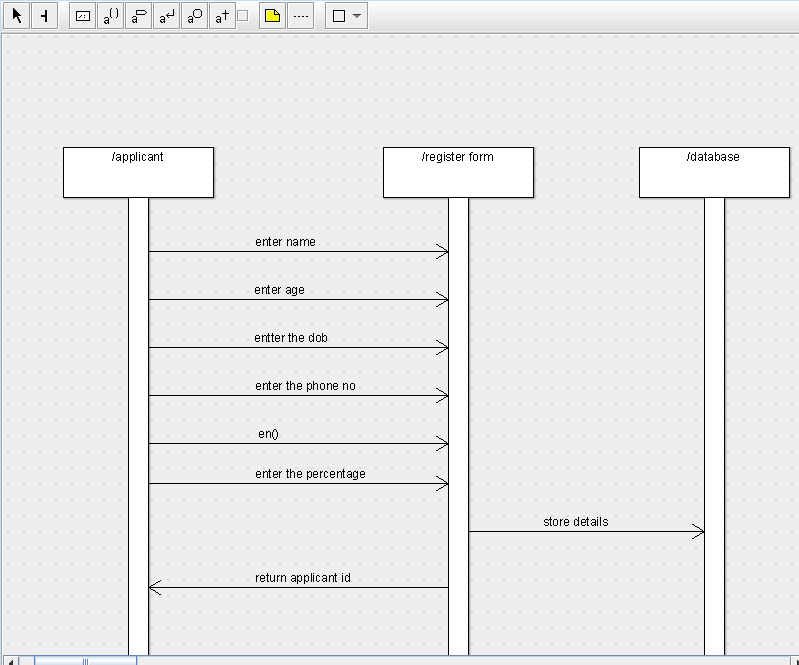 a()
a
a
a
a
/applicant
/register form
/database
enter name
enter age
entter the dob
enter the phone no
en()
enter the percentage
store details
return applicant id